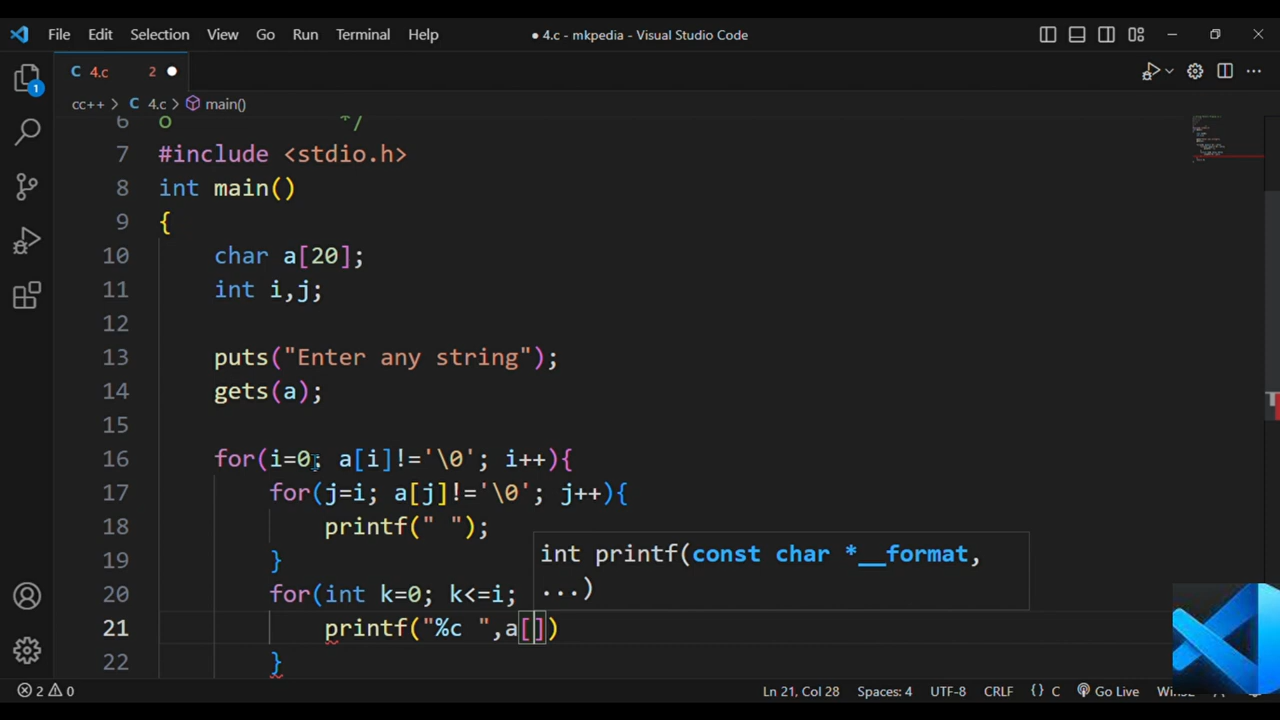 File Edit Selection View Go Run Terminal Help ● 4.c - mkpedia - Visual Studio Code
C 4.c 2 ●
1
cc++ > C 4.c > main()
6 o */
7 #include <stdio.h>
8 int main()
9 {
10 char a[20];
11 int i,j;
12
13 puts("Enter any string");
14 gets(a);
15
16 for(i=0; a[i]!='\0'; i++){
17 for(j=i; a[j]!='\0'; j++){
18 printf(" ");
int printf(const char *__format,
19 }
...)
20 for(int k=0; k<=i;
21 printf("%c ",a[])
22 }
2 0 Ln 21, Col 28 Spaces: 4 UTF-8 CRLF {} C Go Live